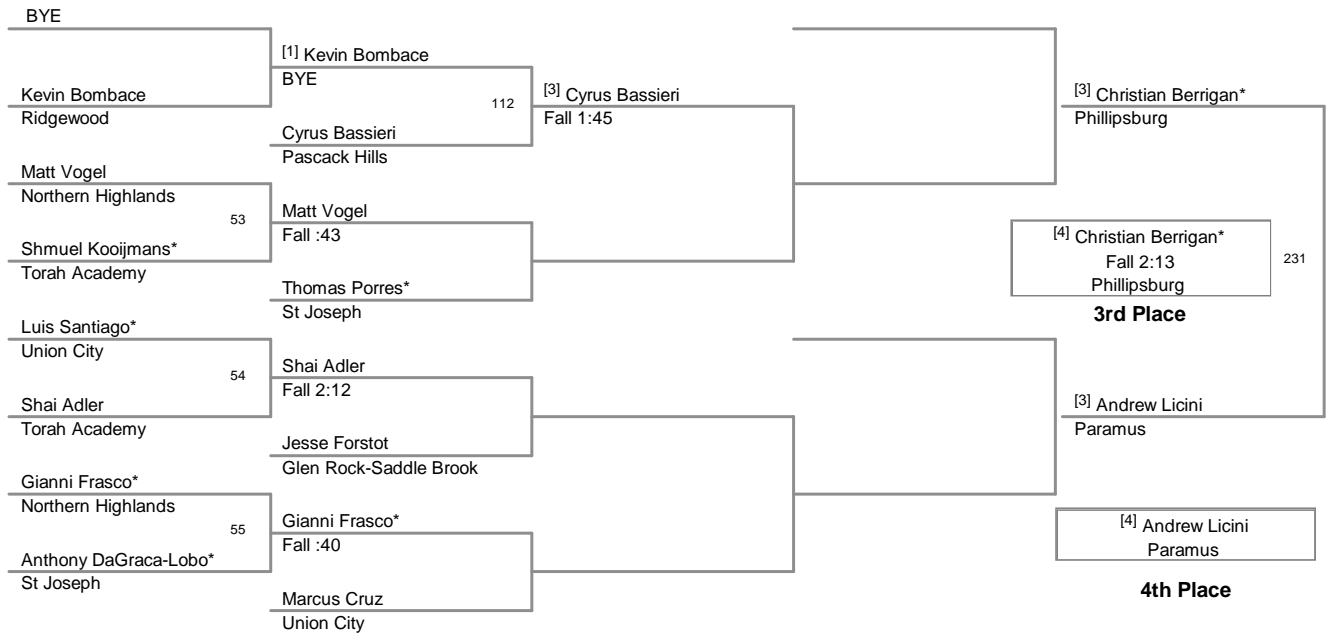 BYE
Kevin Bombace
Ridgewood
Matt Vogel
Northern Highlands
53
Shmuel Kooijmans*
Torah Academy
Luis Santiago*
Union City
54
Shai Adler
Torah Academy
Gianni Frasco*
Northern Highlands
55
Anthony DaGraca-Lobo*
St Joseph
[1] Kevin Bombace
BYE
112
Cyrus Bassieri
Pascack Hills
Matt Vogel
Fall :43
Thomas Porres*
St Joseph
Shai Adler
Fall 2:12
Jesse Forstot
Glen Rock-Saddle Brook
Gianni Frasco*
Fall :40
Marcus Cruz
Union City
[3] Cyrus Bassieri
Fall 1:45
[3] Christian Berrigan*
Phillipsburg
[4] Christian Berrigan*
Fall 2:13
Phillipsburg
231
3rd Place
[3] Andrew Licini
Paramus
[4] Andrew Licini
Paramus
4th Place